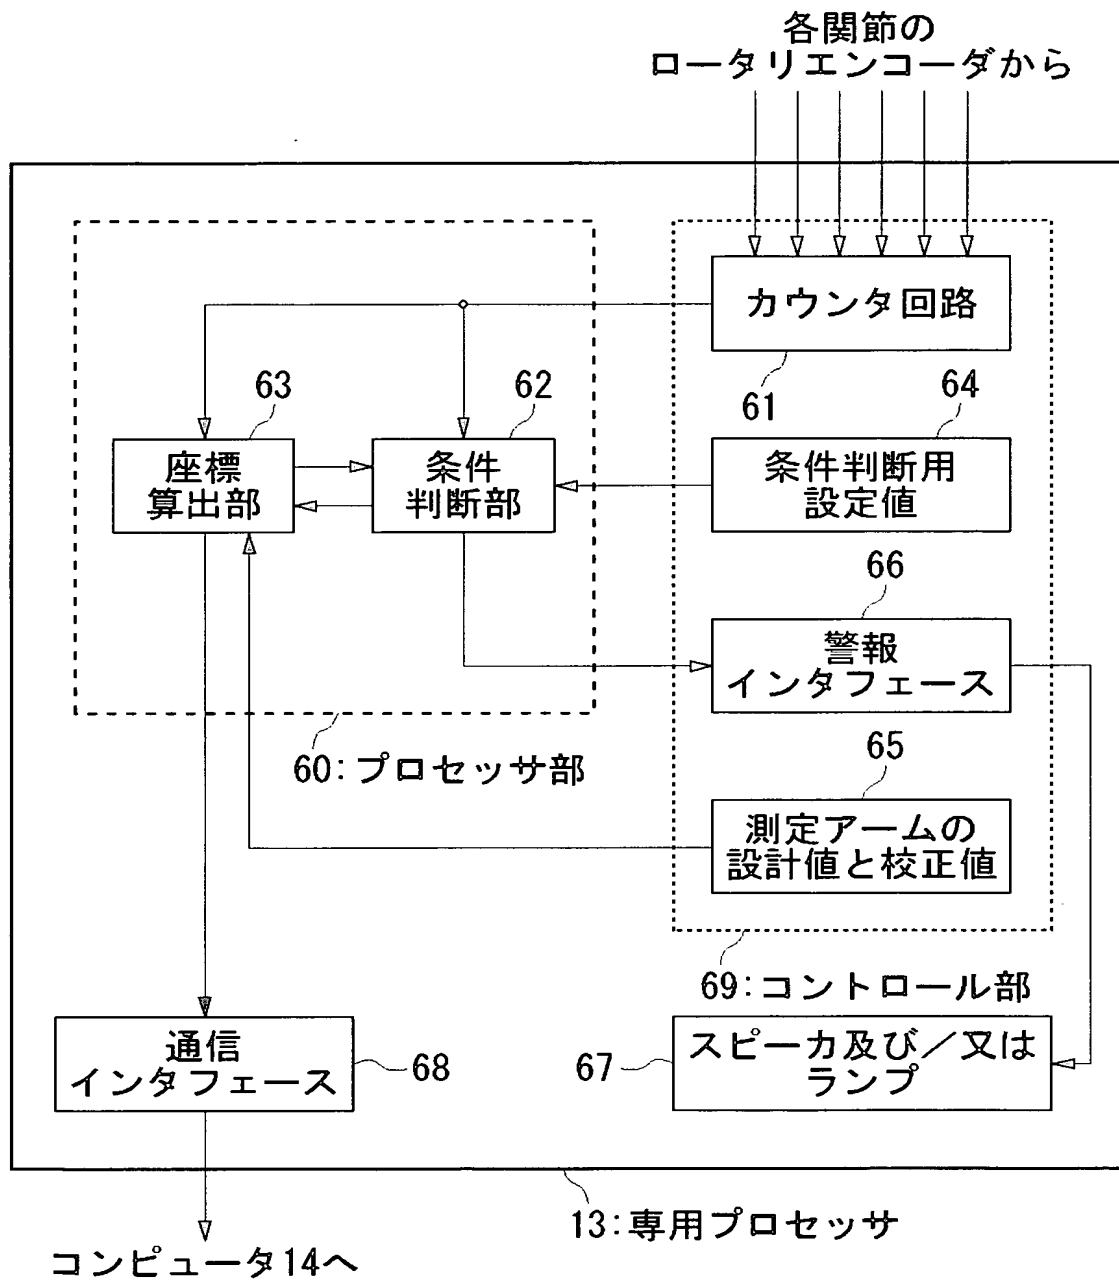 各関節の
ロータリエンコーダから
カウンタ回路
61
63
62
64
座標
算出部
条件
判断部
条件判断用
設定値
66
警報
インタフェース
60:プロセッサ部
65
測定アームの
設計値と校正値
69:コントロール部
通信
インタフェース
68
67
スピーカ及び/又は
ランプ
13:専用プロセッサ
コンピュータ14へ